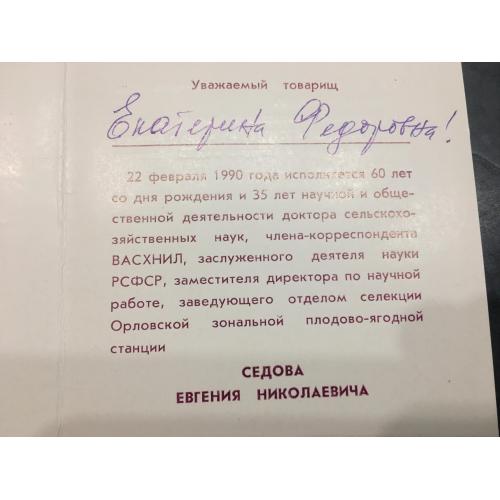 Уважаемый товарищ
Екатерина Федоровна!
22 февраля 1990 года исполняется 60 лет
со дня рождения и 35 лет научной и обще-
ственной деятельности доктора сельскохо-
зяйственных наук, члена-корреспондента
ВАСХНИЛ, заслуженного деятеля науки
РСФСР, заместителя директора по научной
работе, заведующего отделом селекции
Орловской зональной плодово-ягодной
станции
СЕДОВА
ЕВГЕНИЯ НИКОЛАЕВИЧА